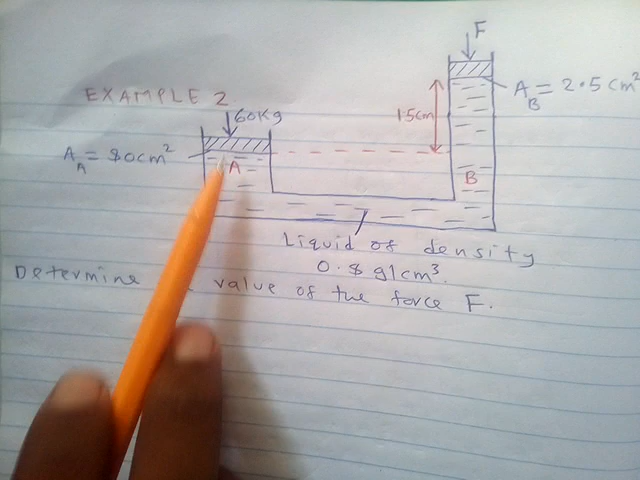 F
EXAMPLE 2.
60Kg
15cm
A_B = 2.5 cm²
A_A = 80cm²
A
B
Liquid of density
0.8 g/cm³.
Determine value of the force F.